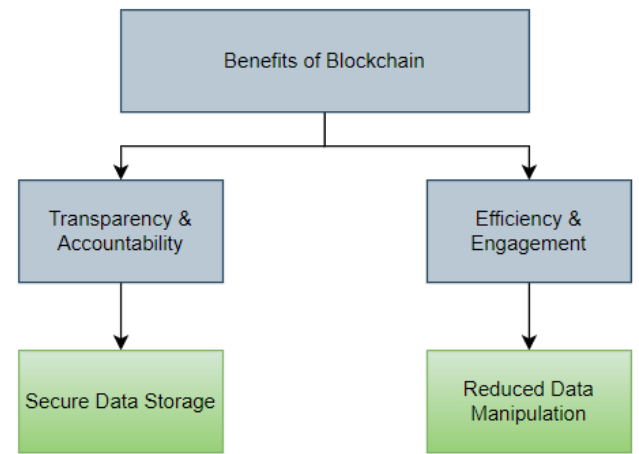 Benefits of Blockchain
Transparency &
Accountability
Efficiency &
Engagement
Secure Data Storage
Reduced Data
Manipulation